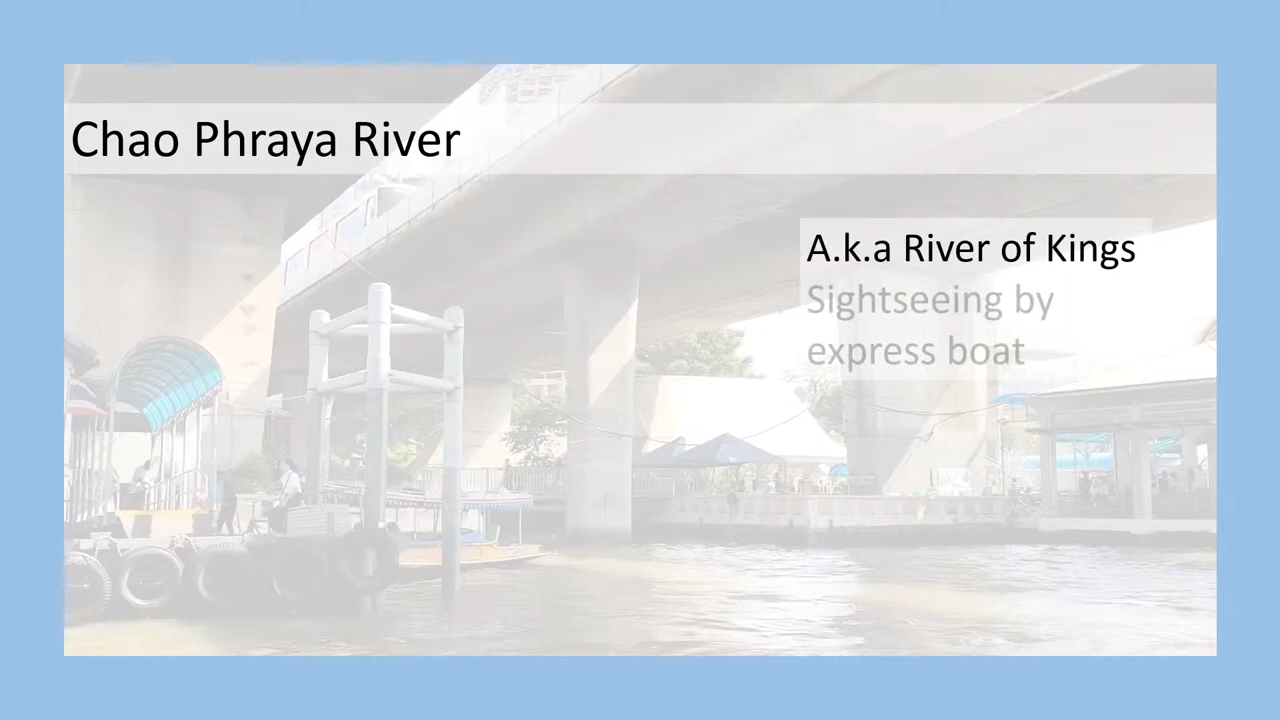 Chao Phraya River
A.k.a River of Kings
Sightseeing by
express boat